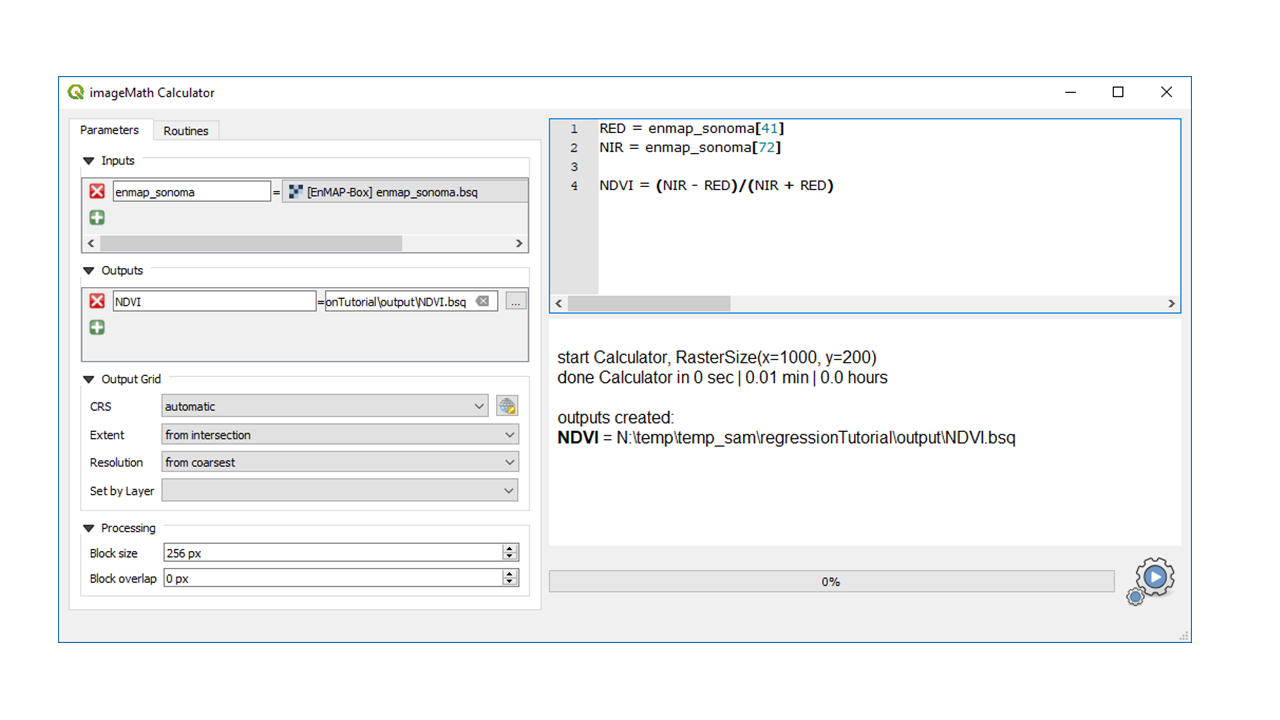 imageMath Calculator
Parameters
Routines
Inputs
enmap_sonoma
=
[EnMAP-Box] enmap_sonoma.bsq
Outputs
NDVI
=
onTutorial\output\NDVI.bsq
...
Output Grid
CRS
automatic
Extent
from intersection
Resolution
from coarsest
Set by Layer
Processing
Block size
256 px
Block overlap
0 px
1 RED = enmap_sonoma[41]
2 NIR = enmap_sonoma[72]
3
4 NDVI = (NIR - RED)/(NIR + RED)
start Calculator, RasterSize(x=1000, y=200)
done Calculator in 0 sec | 0.01 min | 0.0 hours
outputs created:
NDVI = N:\temp\temp_sam\regressionTutorial\output\NDVI.bsq
0%